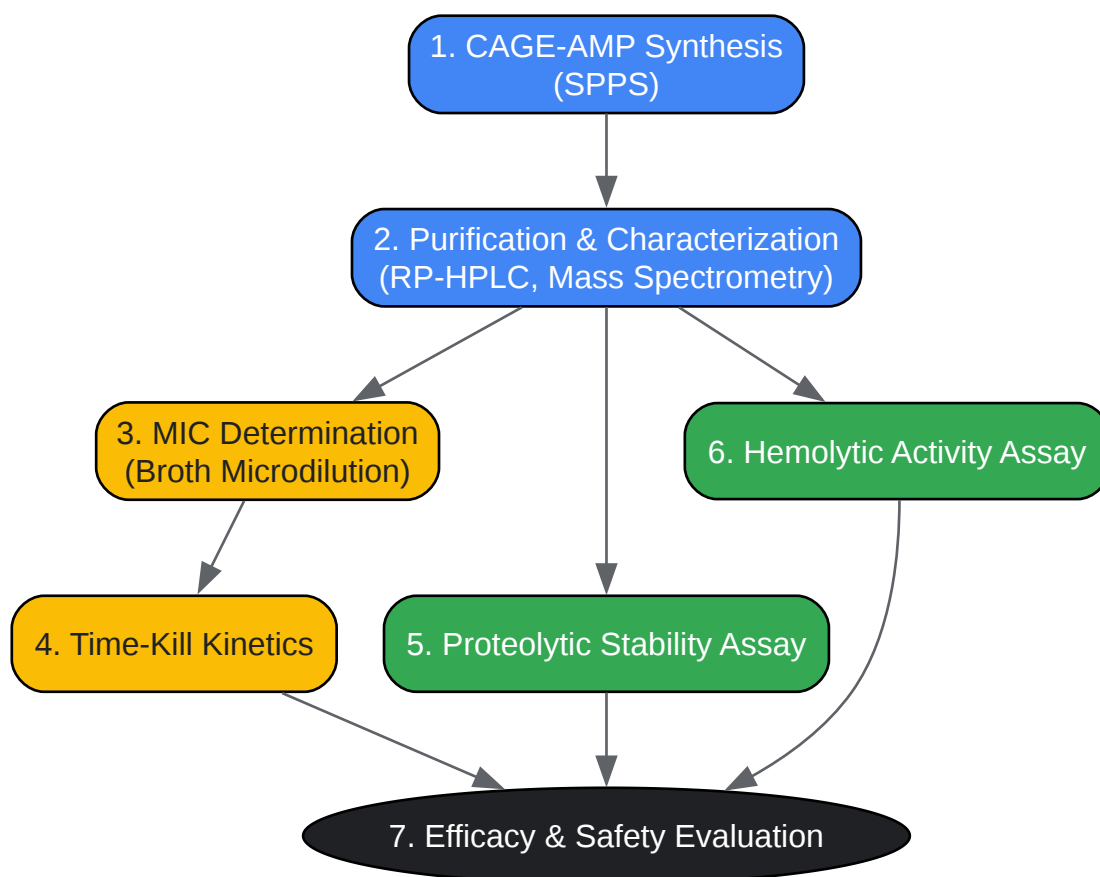 1. CAGE-AMP Synthesis
(SPPS)
2. Purification & Characterization
(RP-HPLC, Mass Spectrometry)
3. MIC Determination
(Broth Microdilution)
6. Hemolytic Activity Assay
4. Time-Kill Kinetics
5. Proteolytic Stability Assay
7. Efficacy & Safety Evaluation